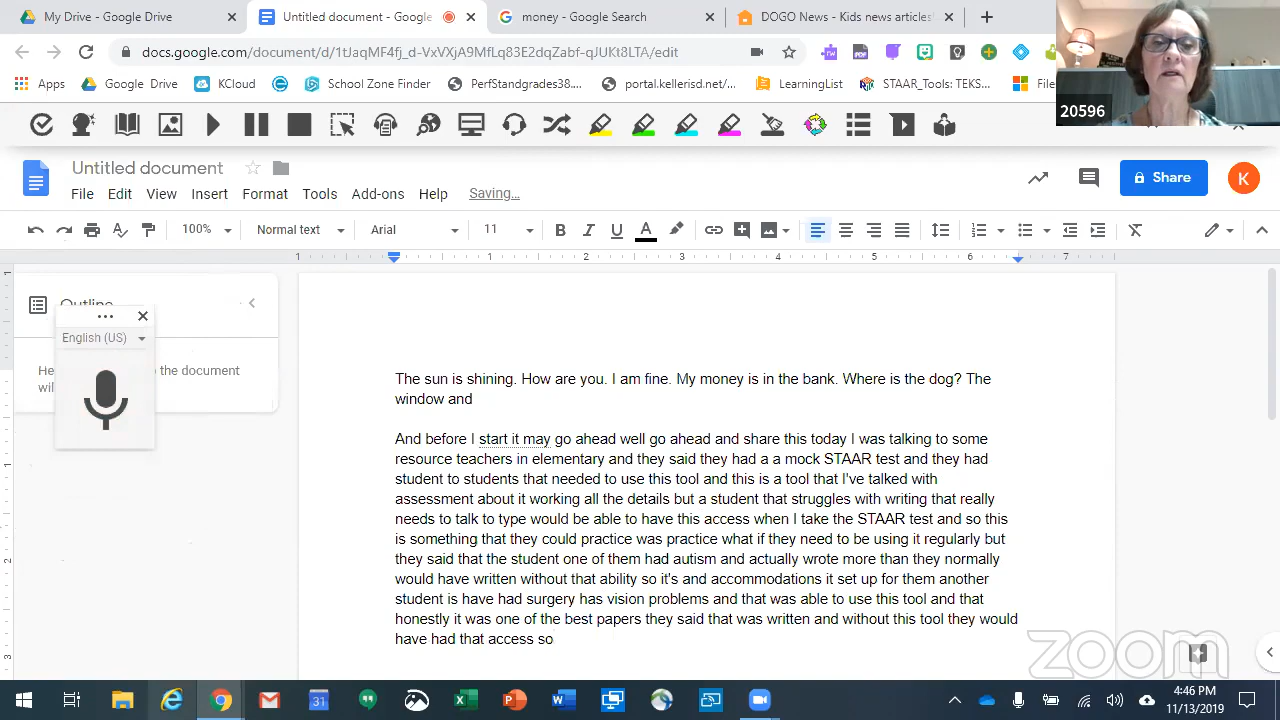 My Drive - Google Drive
Untitled document - Google
money - Google Search
DOGO News - Kids news articles
docs.google.com/document/d/1tJaqMF4fj_d-VxVXjA9MfLq83E2dqZabf-qJUKt8LTA/edit
Apps
Google Drive
KCloud
School Zone Finder
PerfStandgrades38....
portal.kellerisd.net/...
LearningList
STAAR_Tools: TEKS...
File
20596
Untitled document
File Edit View Insert Format Tools Add-ons Help Saving...
Share
K
100% Normal text Arial 11
1 1 2 3 4 5 6 7
Outline
English (US)
the document
The sun is shining. How are you. I am fine. My money is in the bank. Where is the dog? The
window and
And before I start it may go ahead well go ahead and share this today I was talking to some
resource teachers in elementary and they said they had a a mock STAAR test and they had
student to students that needed to use this tool and this is a tool that I've talked with
assessment about it working all the details but a student that struggles with writing that really
needs to talk to type would be able to have this access when I take the STAAR test and so this
is something that they could practice was practice what if they need to be using it regularly but
they said that the student one of them had autism and actually wrote more than they normally
would have written without that ability so it's and accommodations it set up for them another
student is have had surgery has vision problems and that was able to use this tool and that
honestly it was one of the best papers they said that was written and without this tool they would
have had that access so
zoom
4:46 PM
11/13/2019